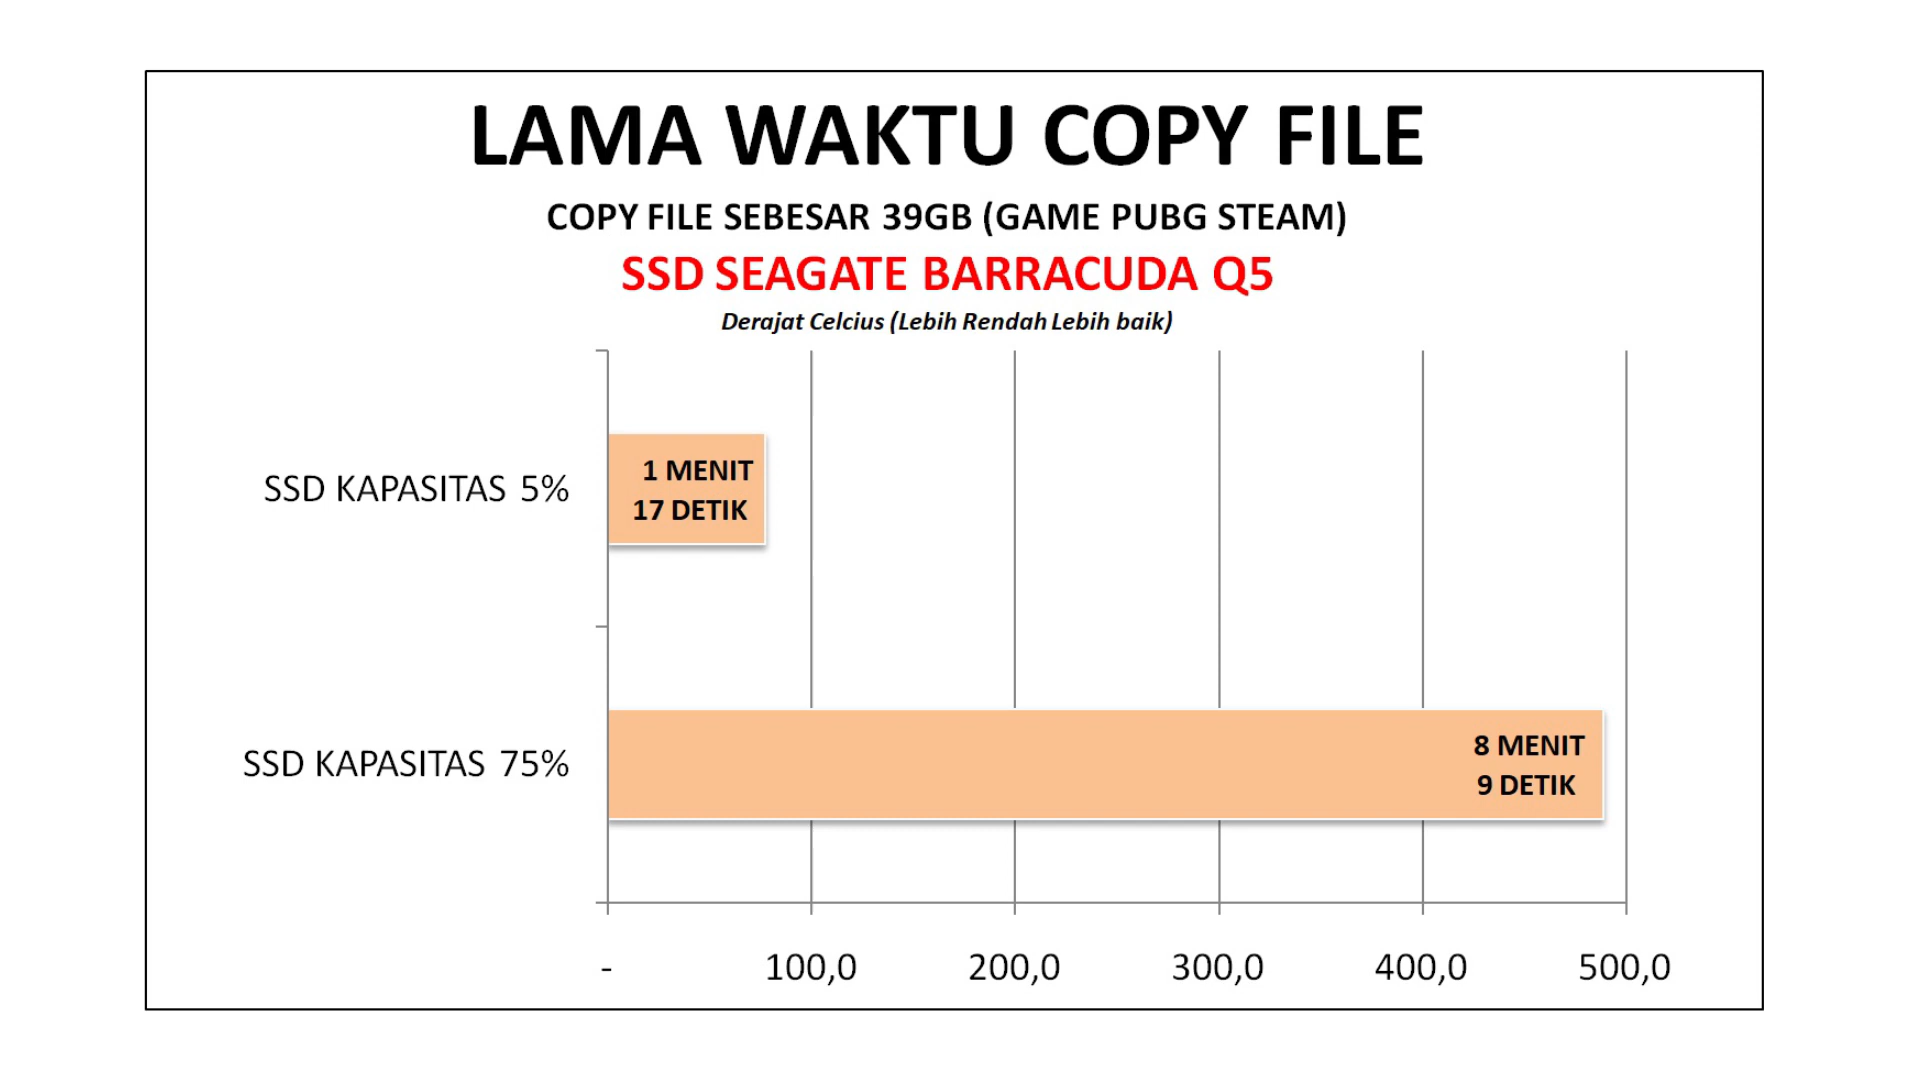 LAMA WAKTU COPY FILE
COPY FILE SEBESAR 39GB (GAME PUBG STEAM)
SSD SEAGATE BARRACUDA Q5
Derajat Celcius (Lebih Rendah Lebih baik)
SSD KAPASITAS 5%
1 MENIT
17 DETIK
SSD KAPASITAS 75%
8 MENIT
9 DETIK
- 100,0 200,0 300,0 400,0 500,0